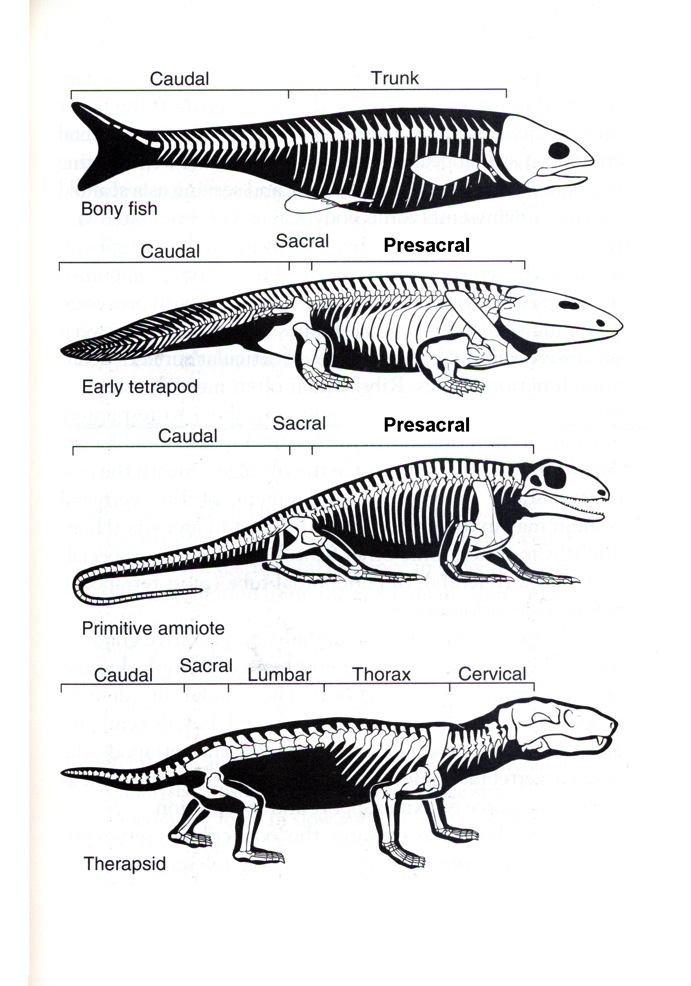 Caudal Trunk
Bony fish
Caudal Sacral Presacral
Early tetrapod
Caudal Sacral Presacral
Primitive amniote
Caudal Sacral Lumbar Thorax Cervical
Therapsid